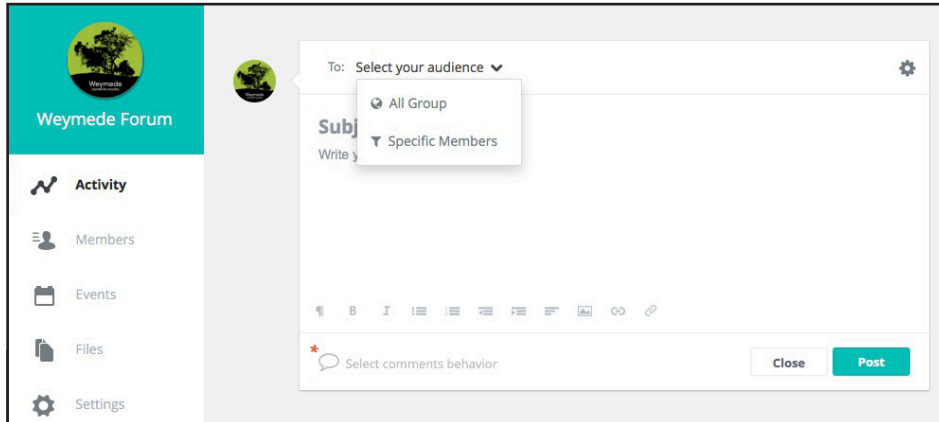 Weymede
Weymede Forum
Activity
Members
Events
Files
Settings
To: Select your audience
All Group
Specific Members
Subj
Write y
B I
* Select comments behavior
Close
Post